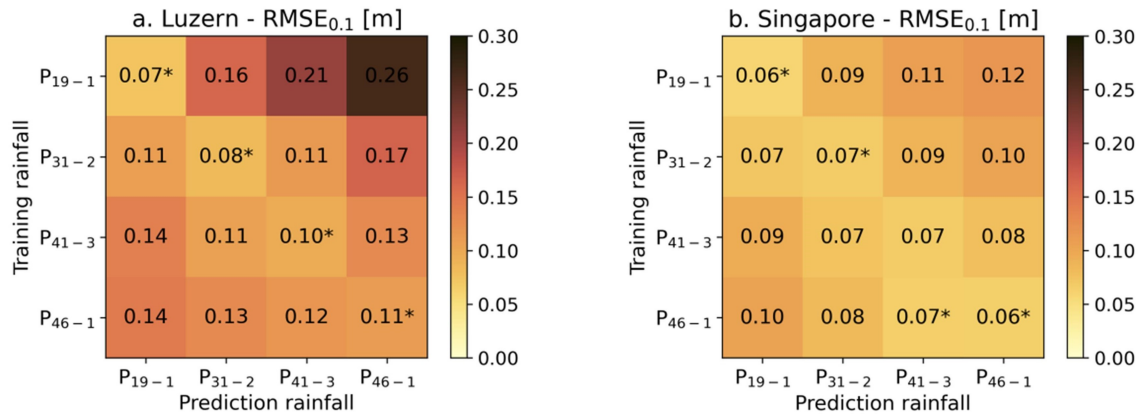 a. Luzern - RMSE0.1 [m]
b. Singapore - RMSE0.1 [m]
Training rainfall
P19−1 0.07* 0.16 0.21 0.26
P31−2 0.11 0.08* 0.11 0.17
P41−3 0.14 0.11 0.10* 0.13
P46−1 0.14 0.13 0.12 0.11*
P19−1 P31−2 P41−3 P46−1
Prediction rainfall
0.30
0.25
0.20
0.15
0.10
0.05
0.00
Training rainfall
P19−1 0.06* 0.09 0.11 0.12
P31−2 0.07 0.07* 0.09 0.10
P41−3 0.09 0.07 0.07 0.08
P46−1 0.10 0.08 0.07* 0.06*
P19−1 P31−2 P41−3 P46−1
Prediction rainfall
0.30
0.25
0.20
0.15
0.10
0.05
0.00